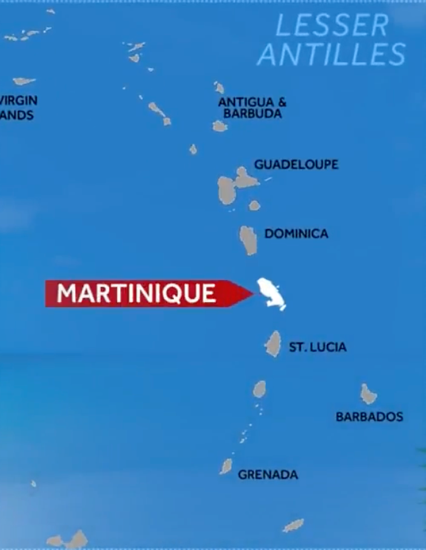 LESSER
ANTILLES
VIRGIN
ANDS
ANTIGUA &
BARBUDA
GUADELOUPE
DOMINICA
MARTINIQUE
ST. LUCIA
BARBADOS
GRENADA